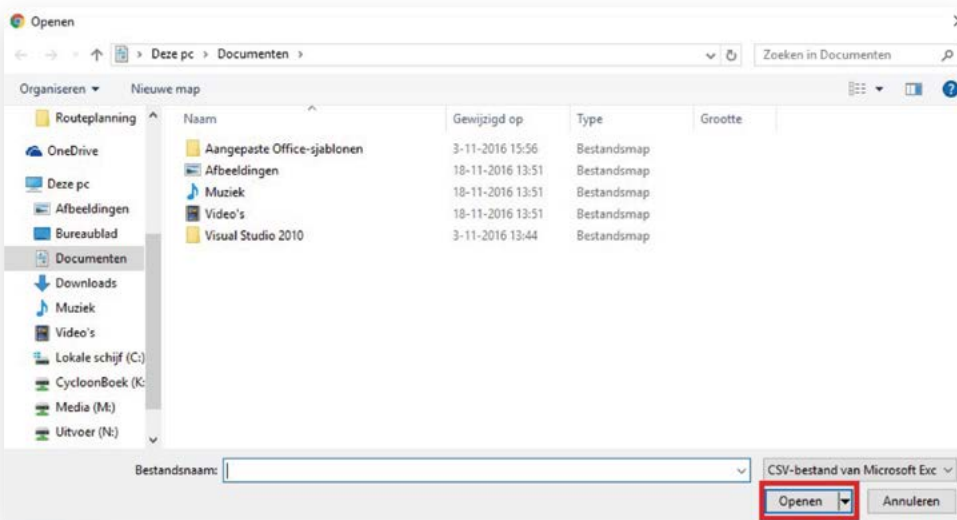 Openen
Deze pc > Documenten >
Zoeken in Documenten
Organiseren
Nieuwe map
Routeplanning
OneDrive
Deze pc
Afbeeldingen
Bureaublad
Documenten
Downloads
Muziek
Video's
Lokale schijf (C:)
CycloonBoek (K:
Media (M:)
Uitvoer (N:)
Naam Gewijzigd op Type Grootte
Aangepaste Office-sjablonen 3-11-2016 15:56 Bestandsmap
Afbeeldingen 18-11-2016 13:51 Bestandsmap
Muziek 18-11-2016 13:51 Bestandsmap
Video's 18-11-2016 13:51 Bestandsmap
Visual Studio 2010 3-11-2016 13:44 Bestandsmap
Bestandsnaam:
CSV-bestand van Microsoft Exc
Openen
Annuleren